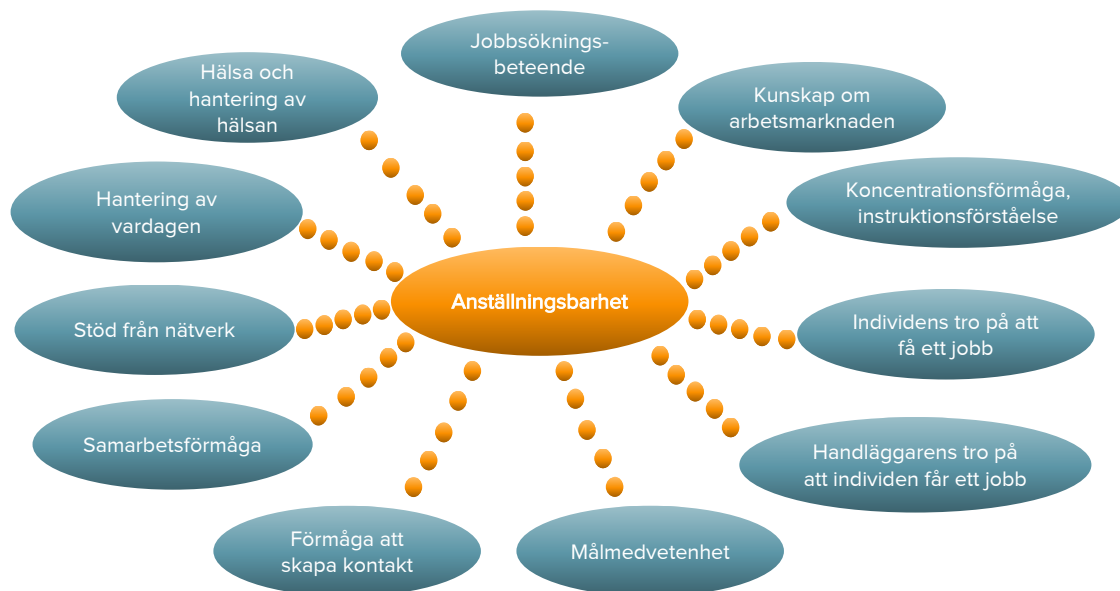 Jobbsöknings-
beteende
Kunskap om
arbetsmarknaden
Koncentrationsförmåga,
instruktionsförståelse
Individens tro på att
få ett jobb
Handläggarens tro på
att individen får ett jobb
Målmedvetenhet
Förmåga att
skapa kontakt
Samarbetsförmåga
Stöd från nätverk
Hantering av
vardagen
Hälsa och
hantering av
hälsan
Anställningsbarhet